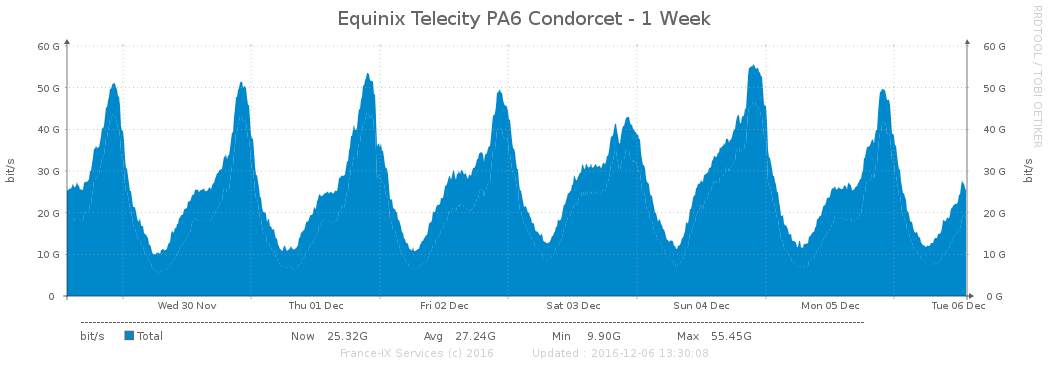 Equinix Telecity PA6 Condorcet - 1 Week
RRDTOOL / TOBI OETIKER
bit/s
bit/s
60 G 60 G
50 G 50 G
40 G 40 G
30 G 30 G
20 G 20 G
10 G 10 G
0 0 G
Wed 30 Nov Thu 01 Dec Fri 02 Dec Sat 03 Dec Sun 04 Dec Mon 05 Dec Tue 06 Dec
bit/s Total Now 25.32G Avg 27.24G Min 9.90G Max 55.45G
France-IX Services (c) 2016 Updated : 2016-12-06 13:30:08